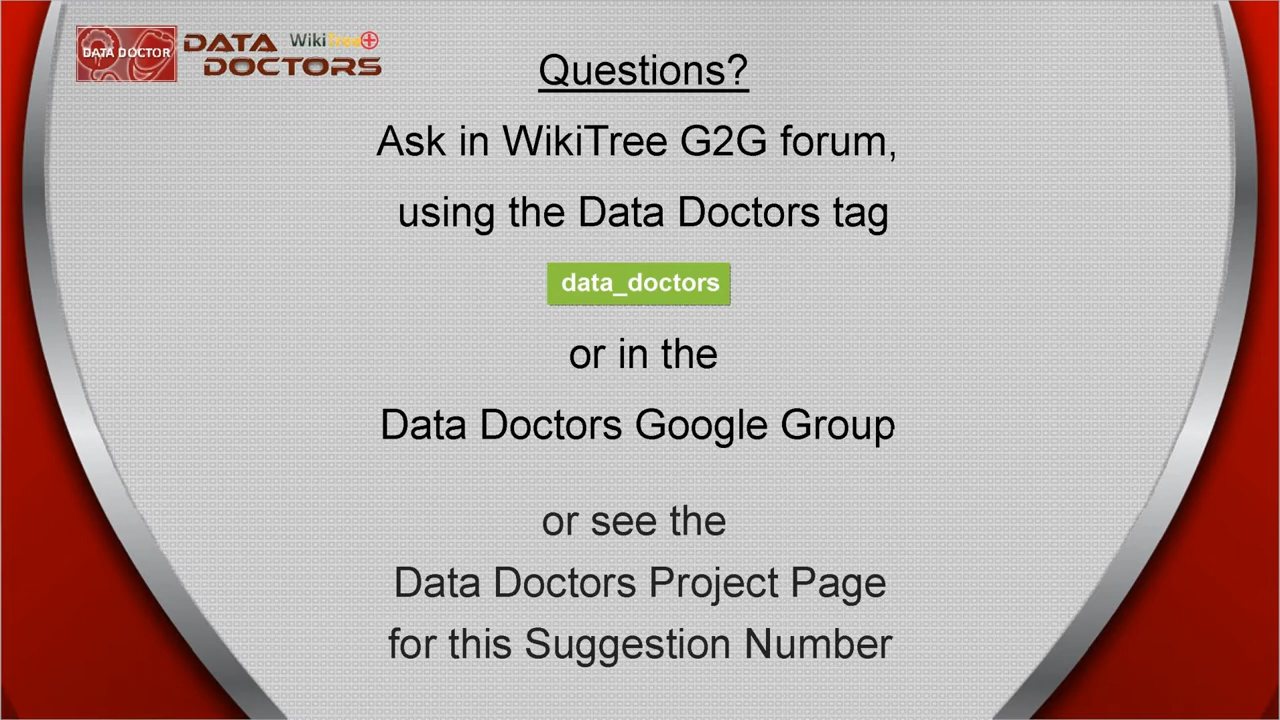 DATA DOCTOR
DATA WikiTree+
DOCTORS
Questions?
Ask in WikiTree G2G forum,
using the Data Doctors tag
data_doctors
or in the
Data Doctors Google Group
or see the
Data Doctors Project Page
for this Suggestion Number